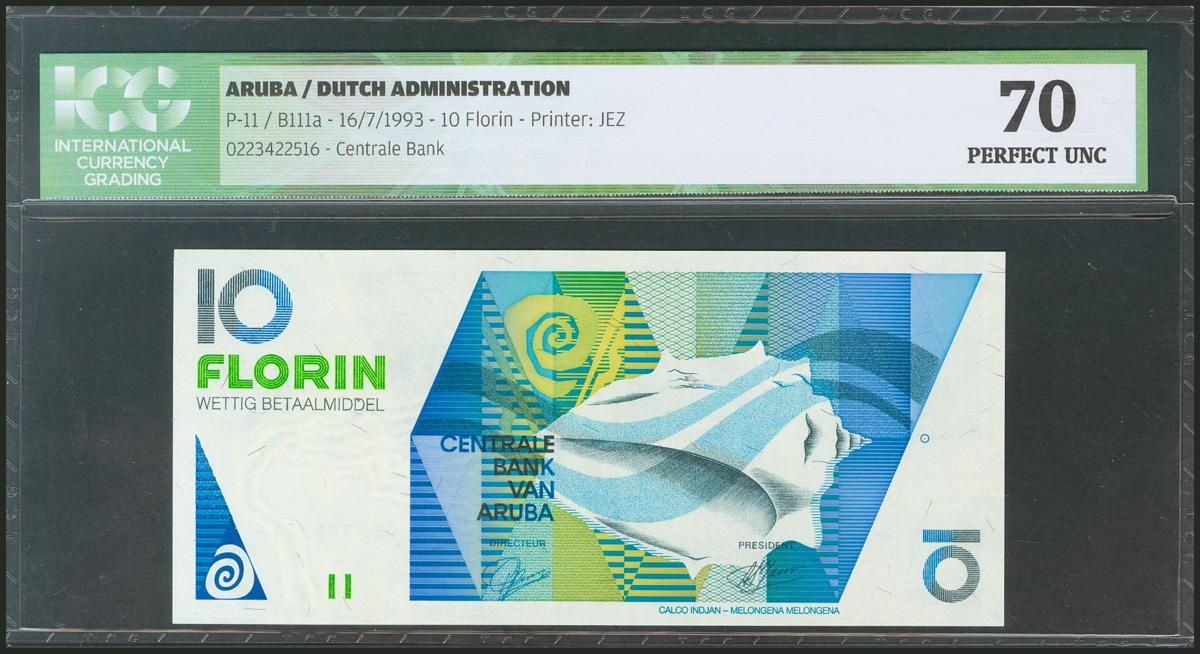 ICG
INTERNATIONAL
CURRENCY
GRADING
ARUBA / DUTCH ADMINISTRATION
P-11 / B111a - 16/7/1993 - 10 Florin - Printer: JEZ
0223422516 - Centrale Bank
70
PERFECT UNC
10
FLORIN
WETTIG BETAALMIDDEL
CENTRALE
BANK
VAN
ARUBA
DIRECTEUR
PRESIDENT
CALCO INDJAN – MELONGENA MELONGENA
10